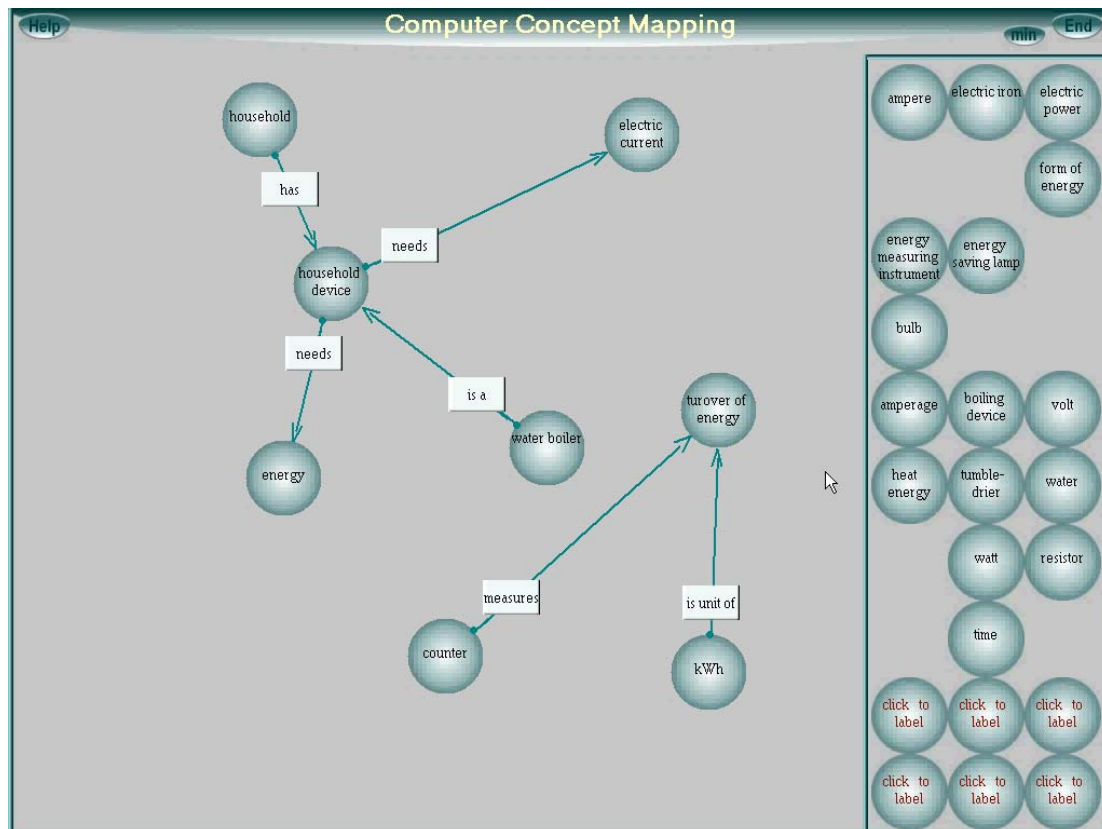 Help
Computer Concept Mapping
min
End
household
has
electric
current
needs
household
device
needs
is a
water boiler
energy
turover of
energy
measures
is unit of
counter
kWh
ampere
electric iron
electric
power
form of
energy
energy
measuring
instrument
energy
saving lamp
bulb
amperage
boiling
device
volt
heat
energy
tumble-
drier
water
watt
resistor
time
click to
label
click to
label
click to
label
click to
label
click to
label
click to
label